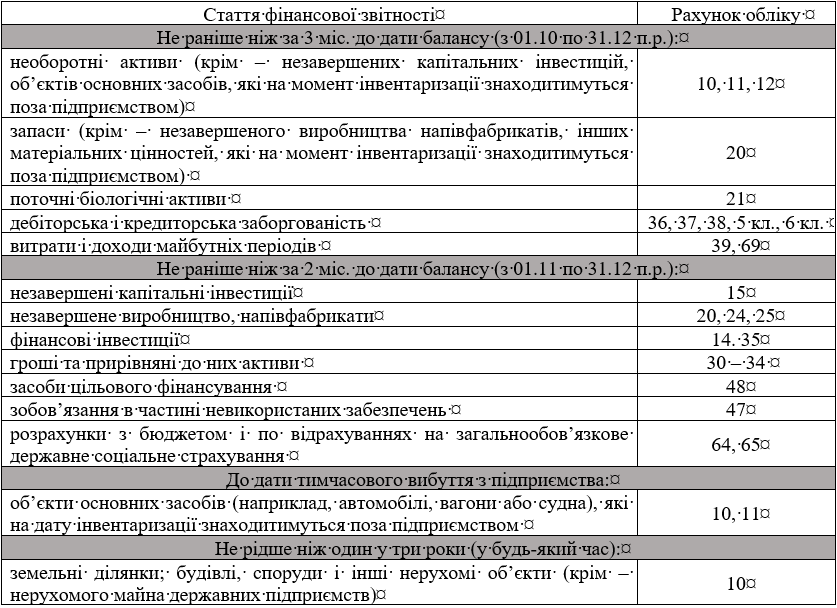 Стаття фінансової звітності¤ Рахунок обліку¤
Не раніше ніж за 3 міс. до дати балансу (з 01.10 по 31.12 п.р.):¤
необоротні активи (крім – незавершених капітальних інвестицій,
об’єктів основних засобів, які на момент інвентаризації знаходитимуться
поза підприємством)¤
10, 11, 12¤
запаси (крім – незавершеного виробництва напівфабрикатів, інших
матеріальних цінностей, які на момент інвентаризації знаходитимуться
поза підприємством) ¤
20¤
поточні біологічні активи¤ 21¤
дебіторська і кредиторська заборгованість ¤ 36, 37, 38, 5 кл., 6 кл. ¤
витрати і доходи майбутніх періодів¤ 39, 69¤
Не раніше ніж за 2 міс. до дати балансу (з 01.11 по 31.12 п.р.):¤
незавершені капітальні інвестиції¤ 15¤
незавершене виробництво, напівфабрикати¤ 20, 24, 25¤
фінансові інвестиції¤ 14. 35¤
гроші та прирівняні до них активи¤ 30 – 34 ¤
засоби цільового фінансування ¤ 48¤
зобов’язання в частині невикористаних забезпечень ¤ 47¤
розрахунки з бюджетом і по відрахуваннях на загальнообов’язкове
державне соціальне страхування ¤
64, 65¤
До дати тимчасового вибуття з підприємства:¤
об’єкти основних засобів (наприклад, автомобілі, вагони або судна), які
на дату інвентаризації знаходитимуться поза підприємством ¤
10, 11¤
Не рідше ніж один у три роки (у будь-який час):¤
земельні ділянки; будівлі, споруди і інші нерухомі об’єкти (крім –
нерухомого майна державних підприємств)¤
10¤